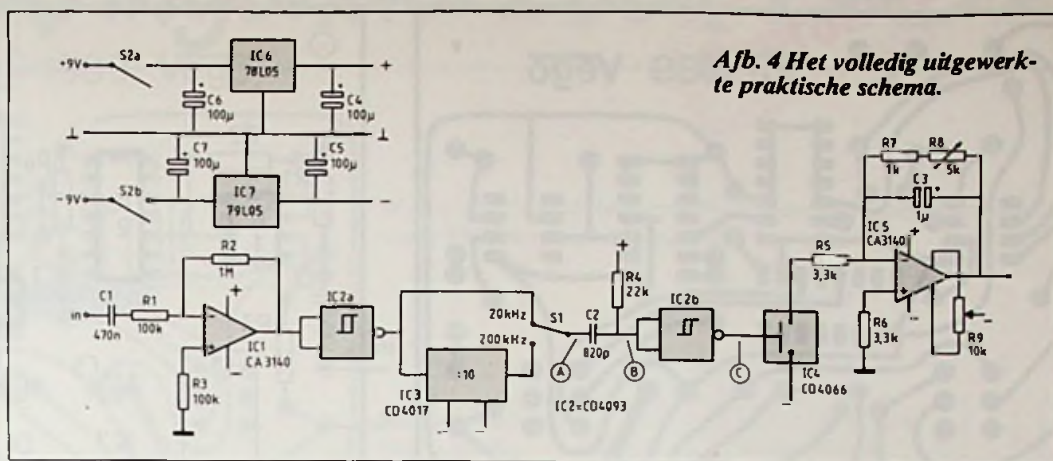 Afb. 4 Het volledig uitgewerk-
te praktische schema.
+9V
S2a
IC6
78L05
+
C6
100µ
C4
100µ
⊥
⊥
C7
100µ
C5
100µ
-9V
S2b
IC7
79L05
-
R7
1k
R8
5k
C3
1µ
+
IC5
CA3140
+
-
+
-
R5
3,3k
R6
3,3k
R9
10k
-
R2
1M
in
C1
470n
R1
100k
-
+
+
-
IC1
CA3140
R3
100k
IC2a
20kHz
200kHz
S1
:10
IC3
CD4017
-
-
A
C2
820p
B
+
R4
22k
IC2b
IC2=CD4093
C
IC4
CD4066
-